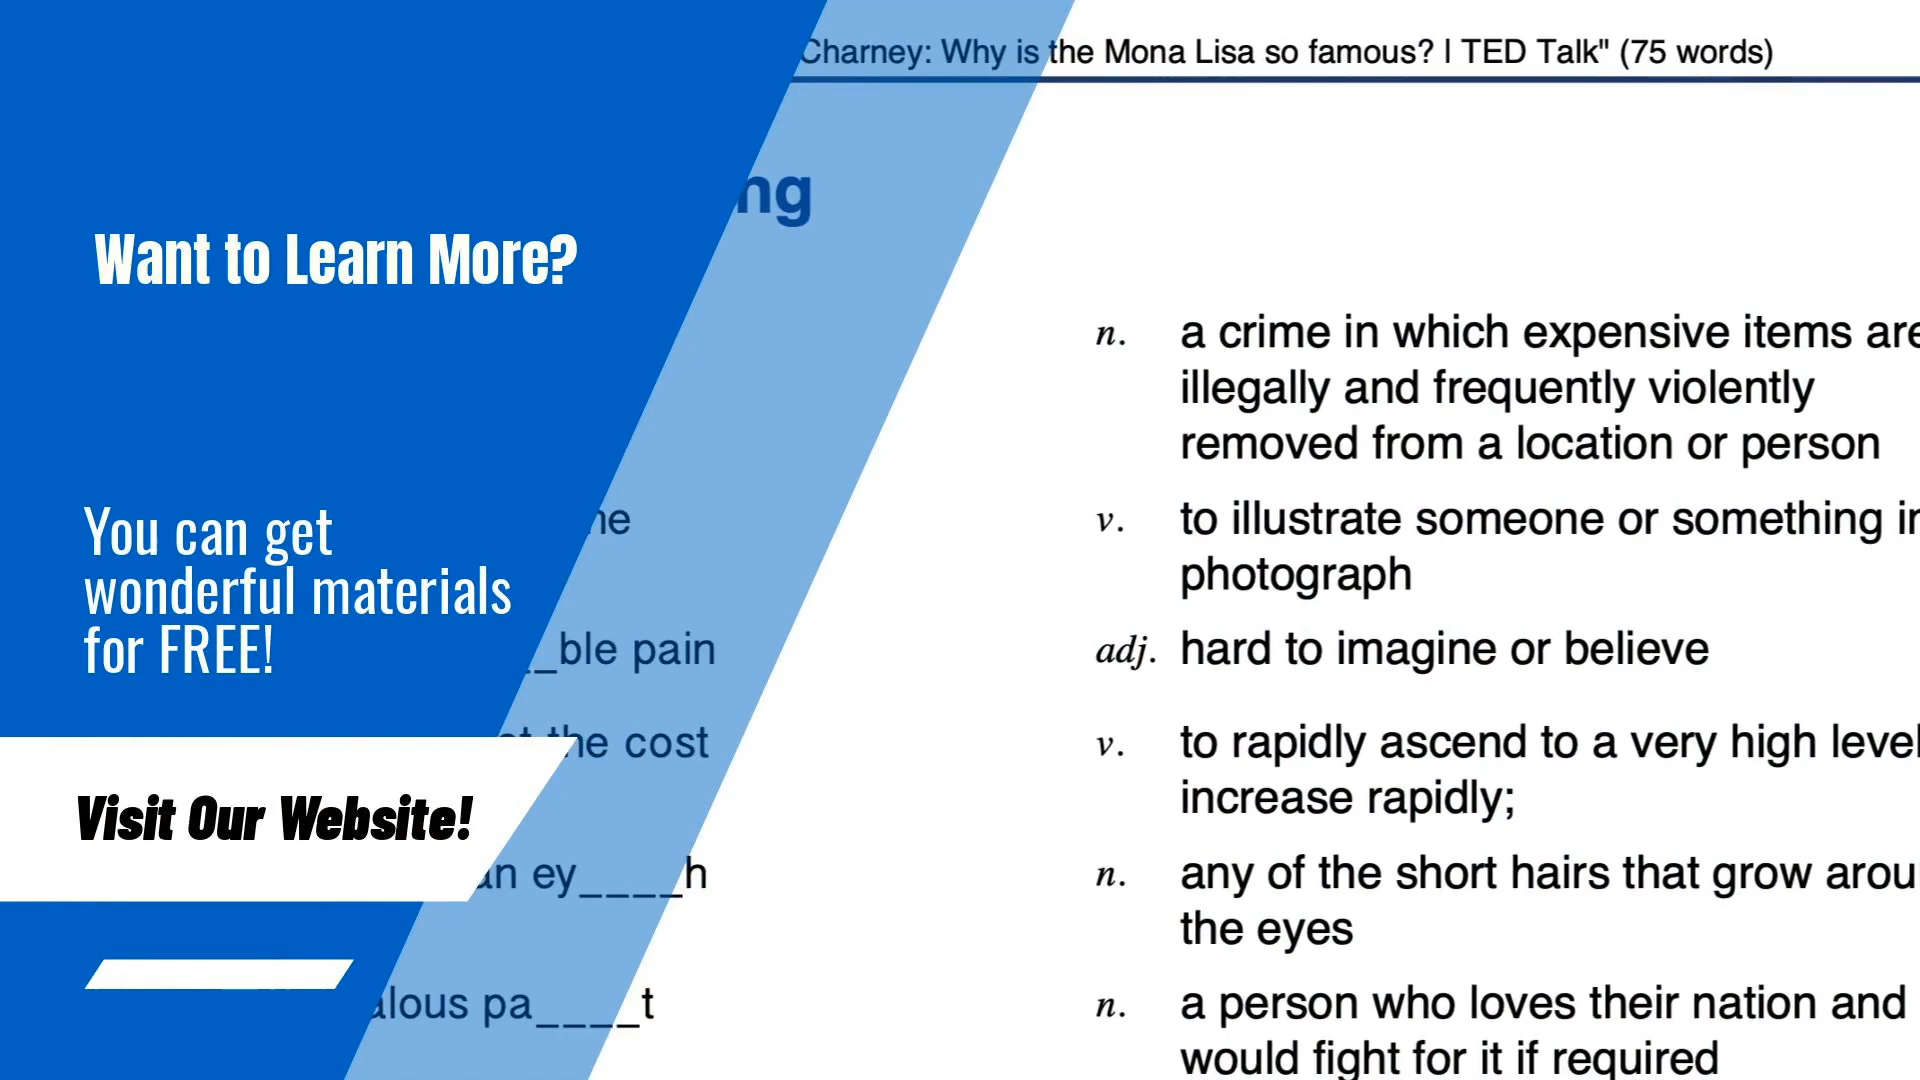 Charney: Why is the Mona Lisa so famous? | TED Talk" (75 words)
ng
Want to Learn More?
n. a crime in which expensive items are
illegally and frequently violently
removed from a location or person
You can get
wonderful materials
for FREE!
v. to illustrate someone or something in
photograph
_ble pain adj. hard to imagine or believe
the cost v. to rapidly ascend to a very high level
increase rapidly;
Visit Our Website!
an ey____h n. any of the short hairs that grow arou
the eyes
alous pa____t n. a person who loves their nation and
would fight for it if required